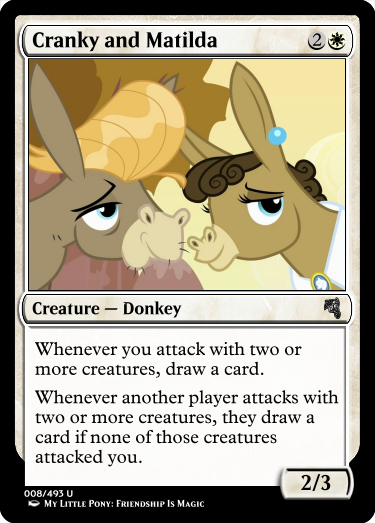 Cranky and Matilda 2
Creature — Donkey
Whenever you attack with two or
more creatures, draw a card.
Whenever another player attacks with
two or more creatures, they draw a
card if none of those creatures
attacked you.
2/3
008/493 U
My Little Pony: Friendship Is Magic